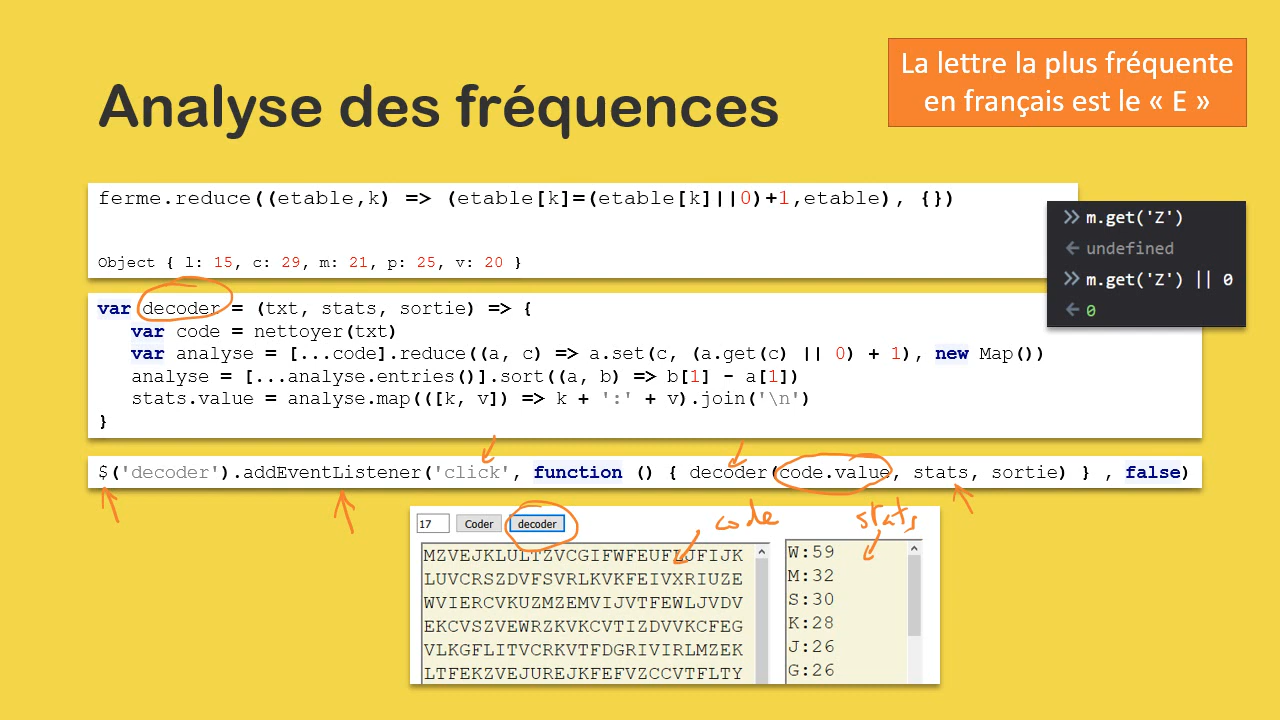 La lettre la plus fréquente
en français est le « E »
Analyse des fréquences
ferme.reduce((etable,k) => (etable[k]=(etable[k]||0)+1,etable), {})
Object { l: 15, c: 29, m: 21, p: 25, v: 20 }
m.get('Z')
undefined
m.get('Z') || 0
0
var decoder = (txt, stats, sortie) => {
var code = nettoyer(txt)
var analyse = [...code].reduce((a, c) => a.set(c, (a.get(c) || 0) + 1), new Map())
analyse = [...analyse.entries()].sort((a, b) => b[1] - a[1])
stats.value = analyse.map(([k, v]) => k + ':' + v).join('\n')
}
$('decoder').addEventListener('click', function () { decoder(code.value, stats, sortie) } , false)
code
stats
17 Coder decoder
MZVEJKLULTZVCGIFWFEUFLUFIJK
LUVCRSZDVFSVRLKVKFEIVXRIUZE
WVIERCVKUZMZEMVIJVTFEWLJVDV
EKCVSZVEWRZKVKCVTIZDVVKCFEG
VLKGFLITVCRKVTFDGRIVIRLMZEK
LTFEKZVEJUREJKFEFVZCCVTFLTY
W:59
M:32
S:30
K:28
J:26
G:26